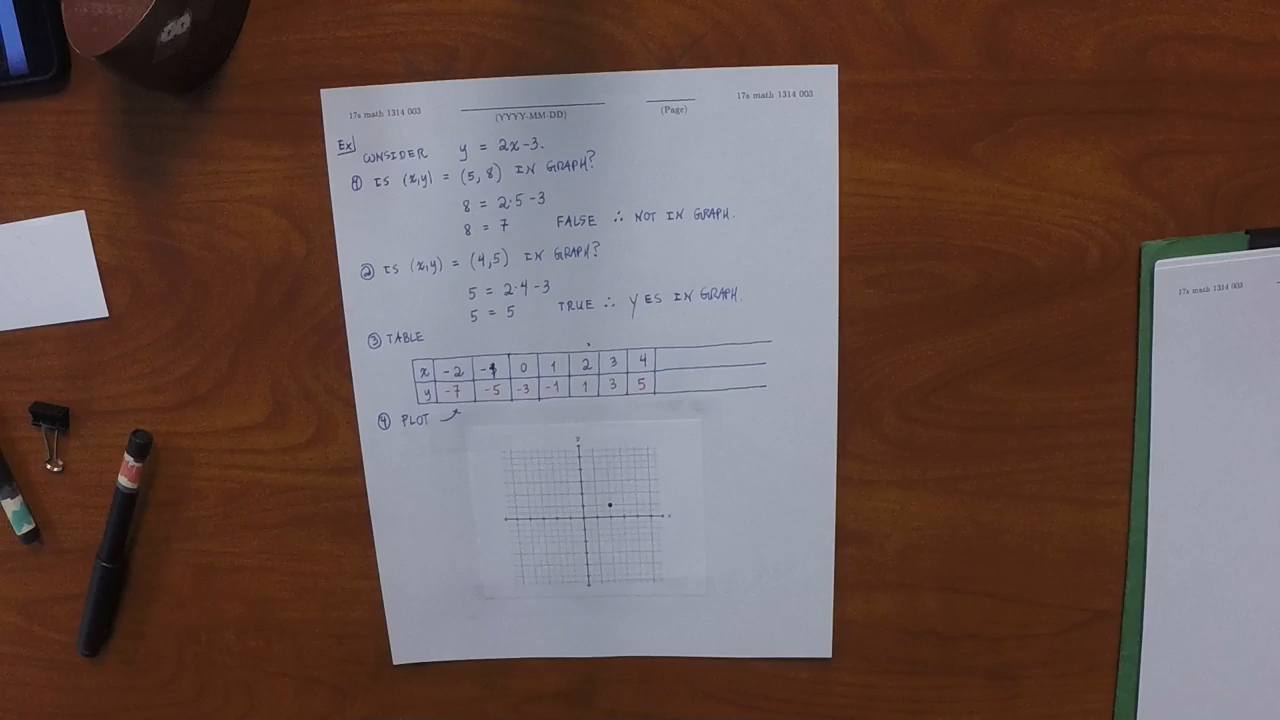 17s math 1314 003 (YYYY-MM-DD) (Page) 17s math 1314 003
Ex CONSIDER y = 2x-3.
① IS (x,y) = (5, 8) IN GRAPH?
8 = 2·5-3
8 = 7 FALSE ∴ NOT IN GRAPH.
② IS (x,y) = (4,5) IN GRAPH?
5 = 2·4-3
5 = 5 TRUE ∴ YES IN GRAPH.
③ TABLE
x -2 -1 0 1 2 3 4
y -7 -5 -3 -1 1 3 5
④ PLOT
y
x
17s math 1314 003